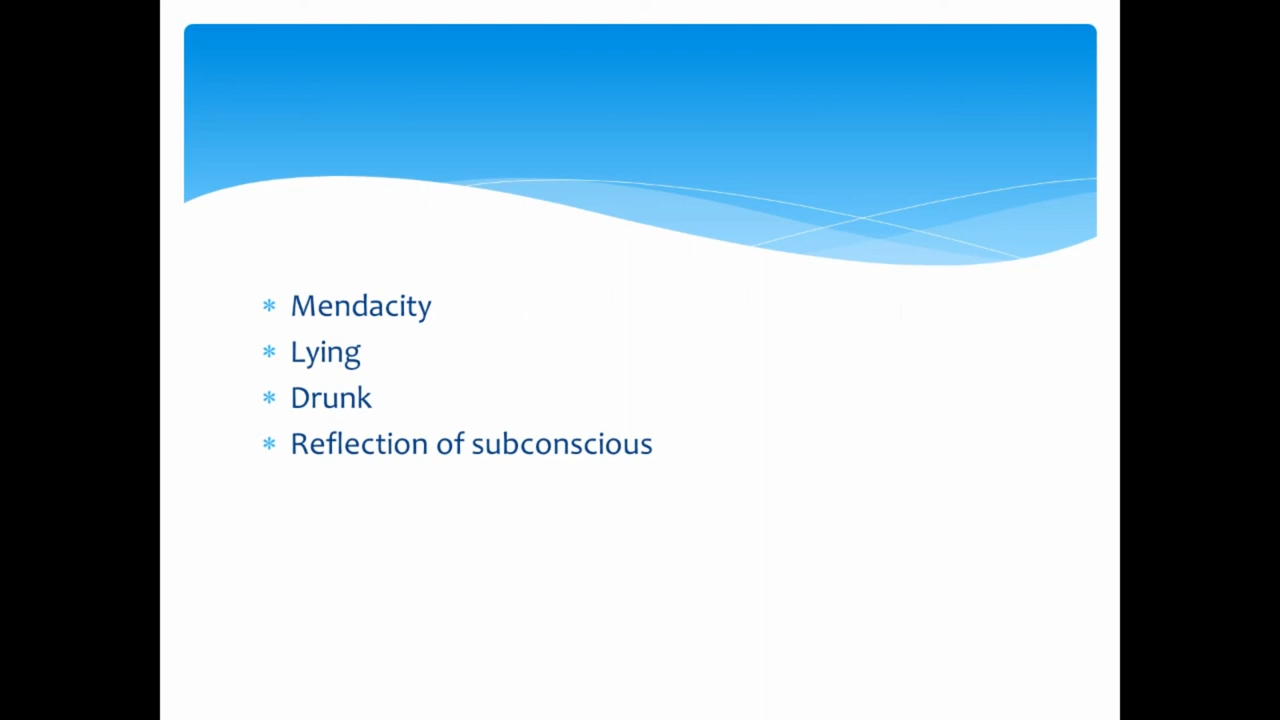 * Mendacity
* Lying
* Drunk
* Reflection of subconscious